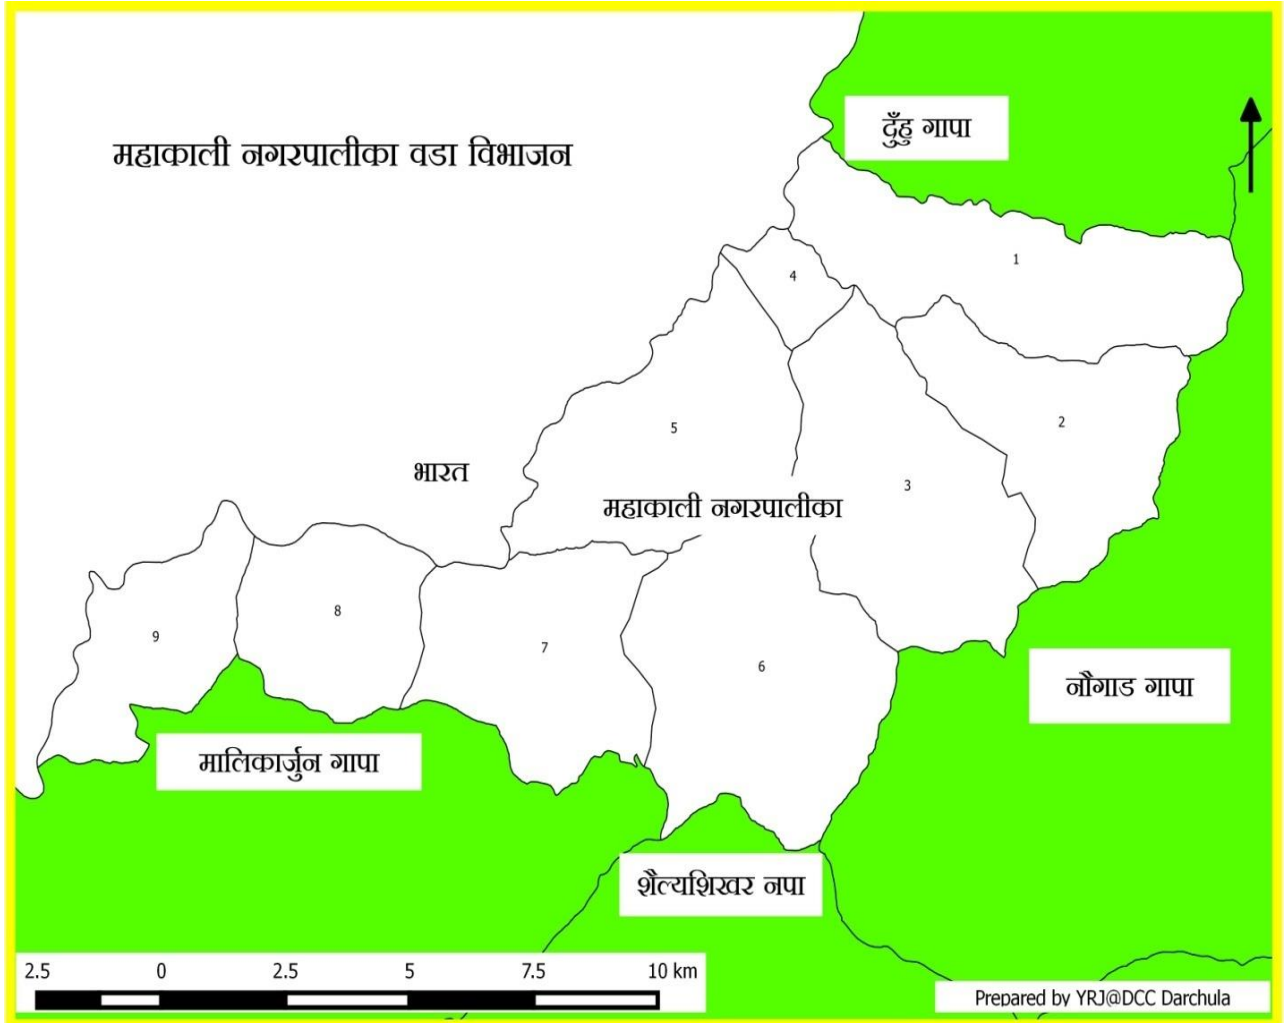 दुँहु गापा
महाकाली नगरपालीका वडा विभाजन
1
4
2
5
भारत
3
महाकाली नगरपालीका
8
9
7
6
नौगाड गापा
मालिकार्जुन गापा
शैल्यशिखर नपा
2.5 0 2.5 5 7.5 10 km
Prepared by YRJ@DCC Darchula